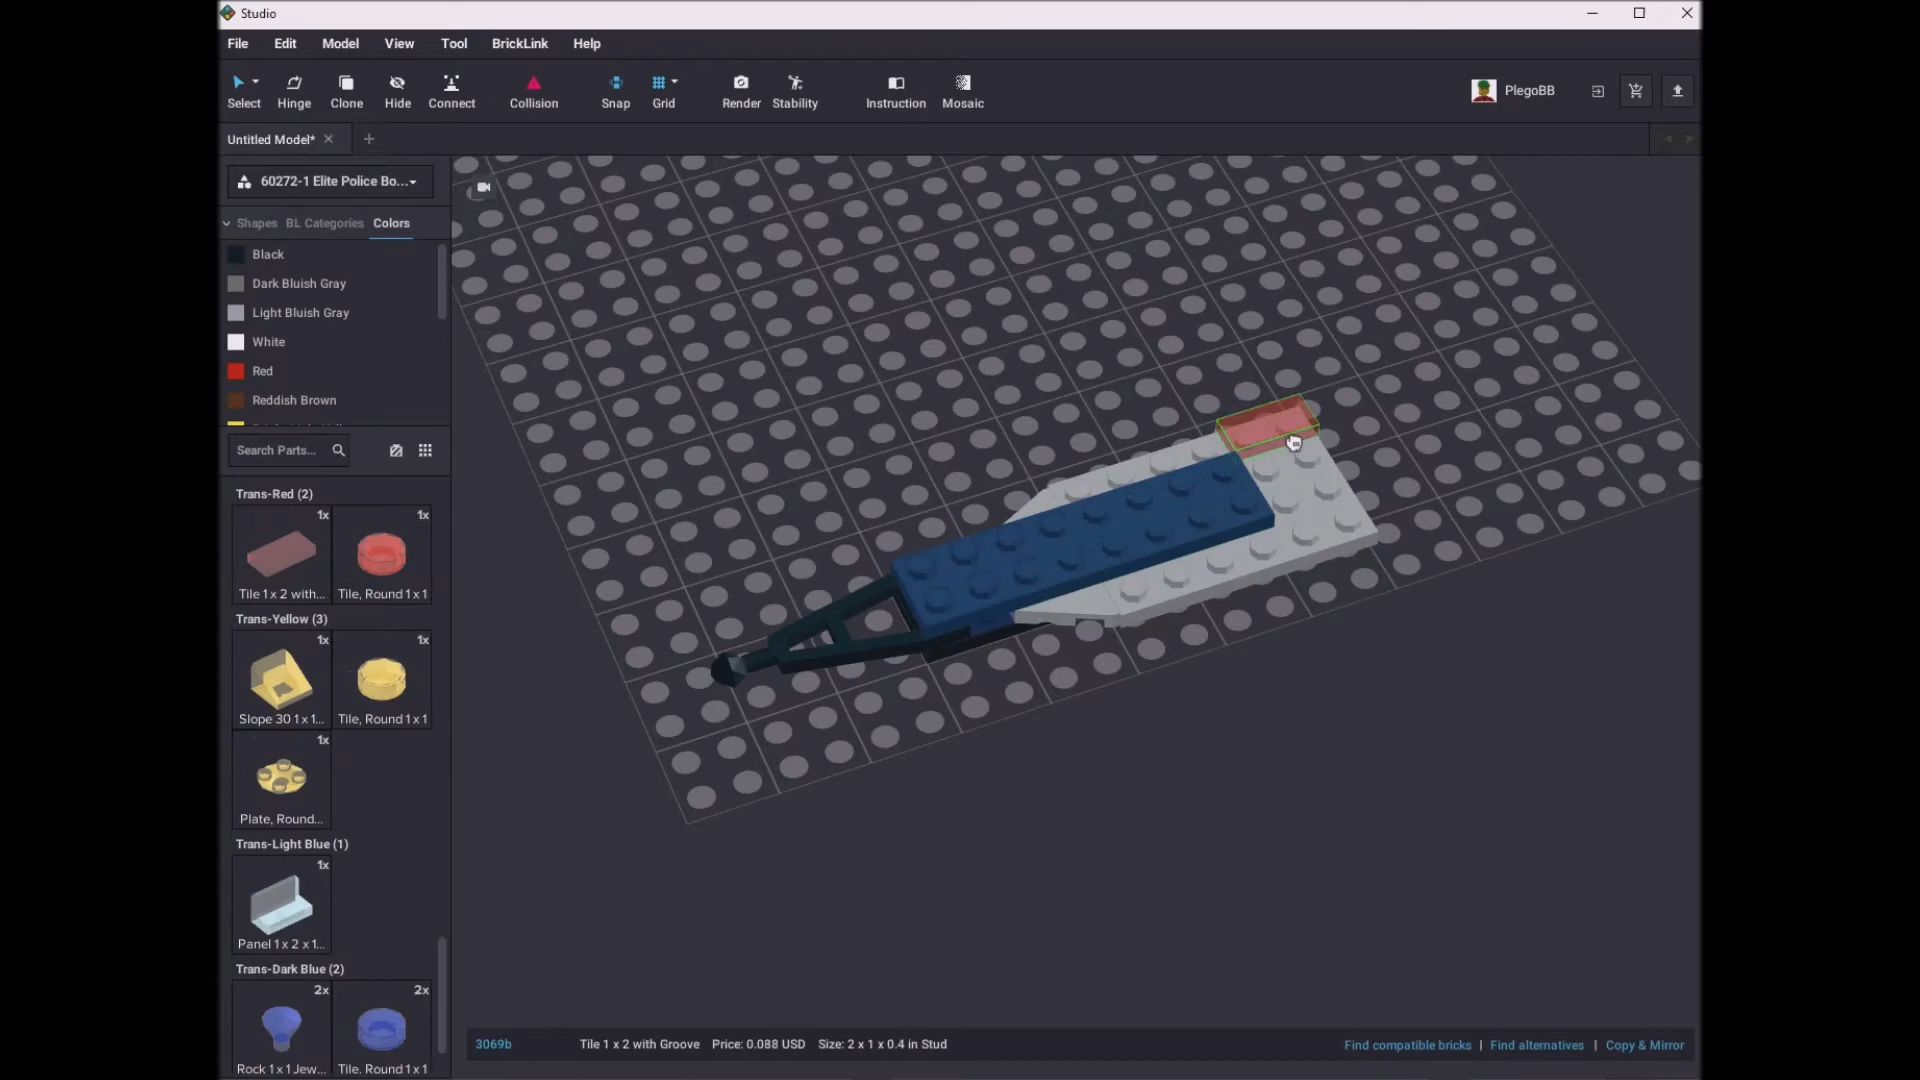 Studio
File Edit Model View Tool BrickLink Help
Select Hinge Clone Hide Connect Collision Snap Grid Render Stability Instruction Mosaic PlegoBB
Untitled Model*
60272-1 Elite Police Bo...
Shapes BL Categories Colors
Black
Dark Bluish Gray
Light Bluish Gray
White
Red
Reddish Brown
Search Parts...
Trans-Red (2)
1x 1x
Tile 1 x 2 with... Tile, Round 1 x 1
Trans-Yellow (3)
1x 1x
Slope 30 1 x 1... Tile, Round 1 x 1
1x
Plate, Round...
Trans-Light Blue (1)
1x
Panel 1 x 2 x 1...
Trans-Dark Blue (2)
2x 2x
Rock 1 x 1 Jew... Tile, Round 1 x 1
3069b Tile 1 x 2 with Groove Price: 0.088 USD Size: 2 x 1 x 0.4 in Stud Find compatible bricks | Find alternatives | Copy & Mirror